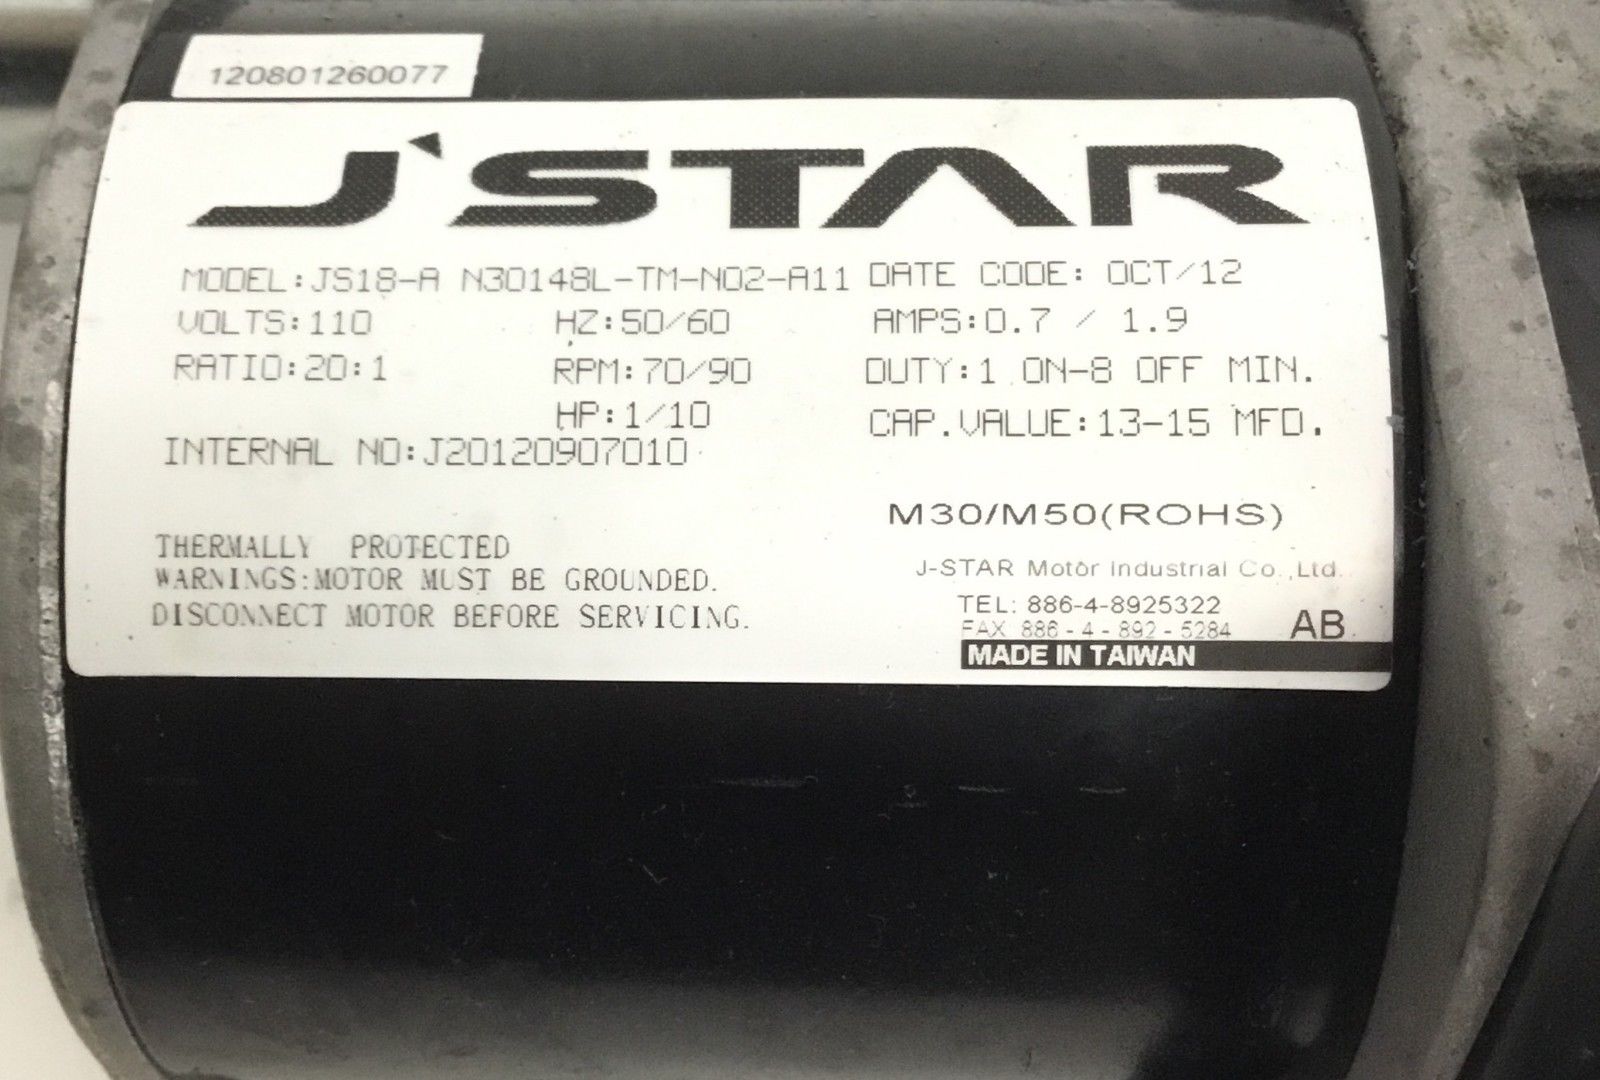 120801260077
J'STAR
MODEL:JS18-A N30148L-TM-N02-A11 DATE CODE: OCT/12
VOLTS:110 HZ:50/60 AMPS:0.7 / 1.9
RATIO:20:1 RPM:70/90 DUTY:1 ON-8 OFF MIN.
HP:1/10 CAP.VALUE:13-15 MFD.
INTERNAL NO:J20120907010
M30/M50(ROHS)
THERMALLY PROTECTED
WARNINGS:MOTOR MUST BE GROUNDED.
DISCONNECT MOTOR BEFORE SERVICING.
J-STAR Motor Industrial Co.,Ltd.
TEL: 886-4-8925322
FAX 886-4-892-5284 AB
MADE IN TAIWAN